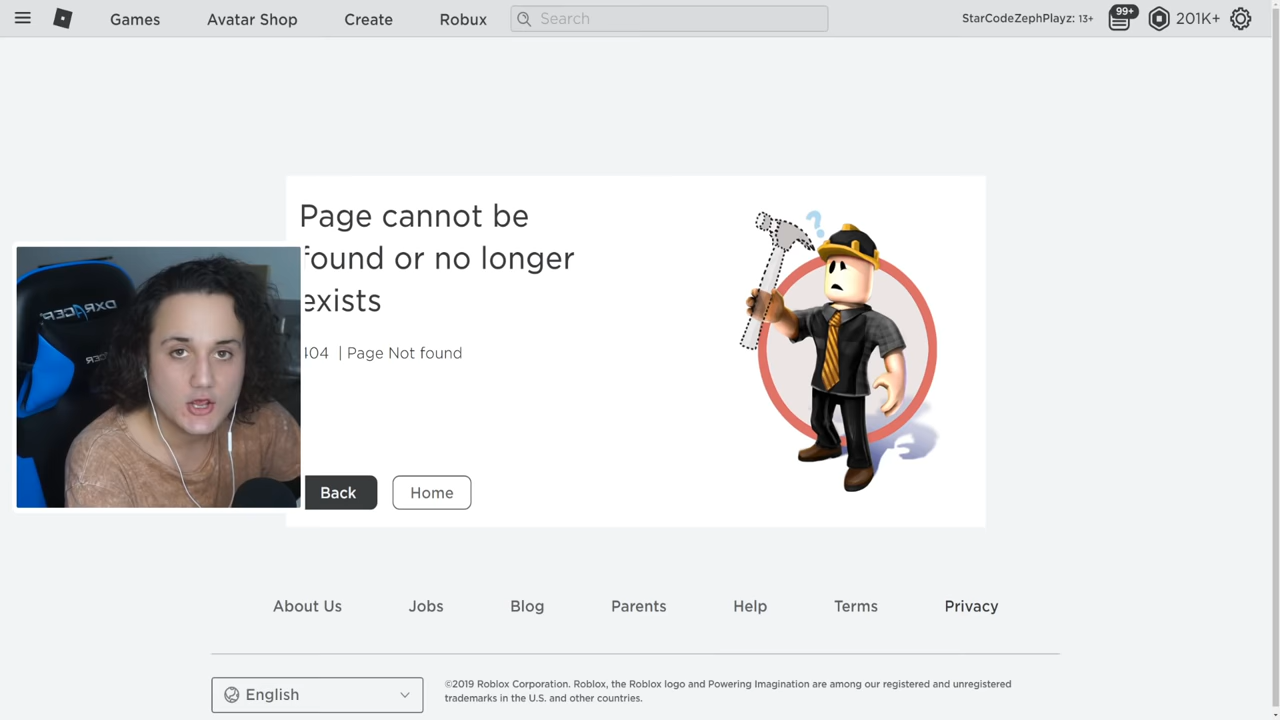 Games Avatar Shop Create Robux Search StarCodeZephPlayz: 13+ 99+ 201K+
Page cannot be
found or no longer
exists
404 | Page Not found
DXRACER
Back Home
About Us Jobs Blog Parents Help Terms Privacy
English
©2019 Roblox Corporation. Roblox, the Roblox logo and Powering Imagination are among our registered and unregistered
trademarks in the U.S. and other countries.